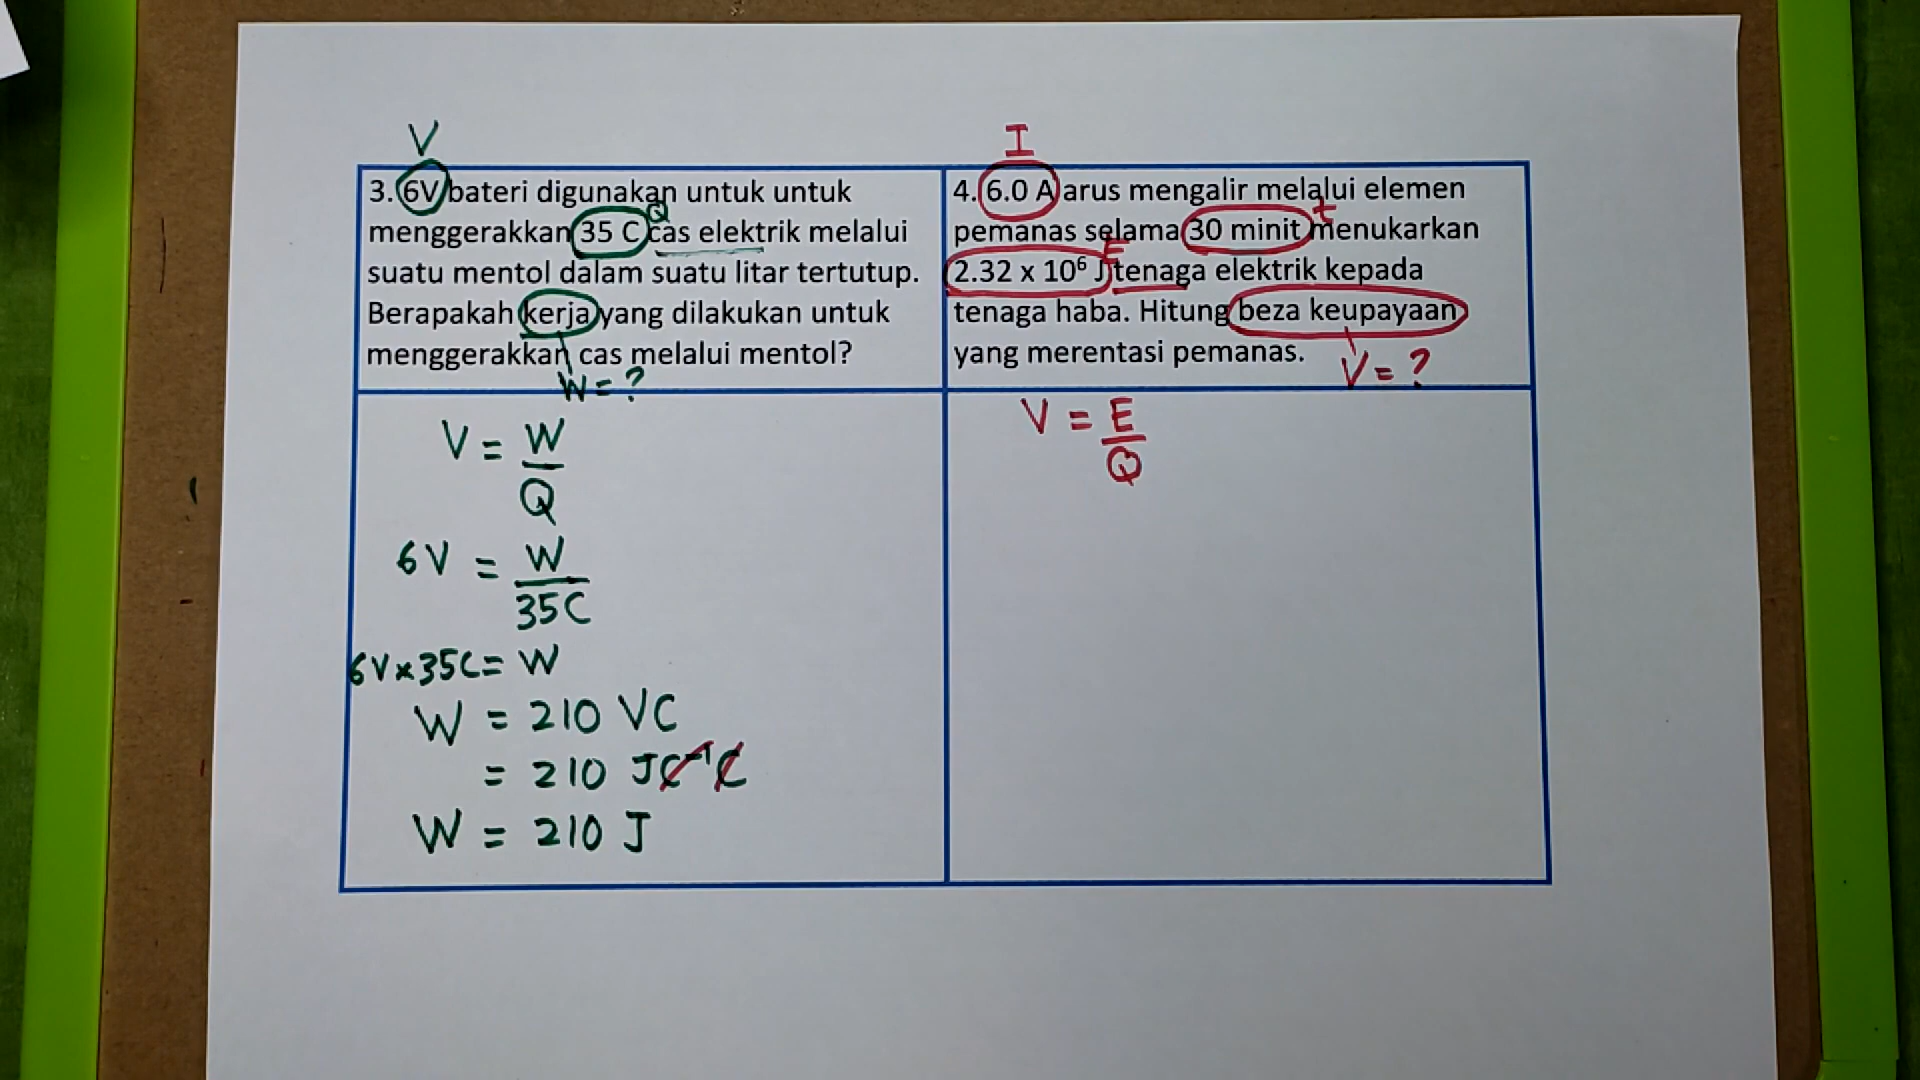 V
3. 6V bateri digunakan untuk untuk
Q
menggerakkan 35 C cas elektrik melalui
suatu mentol dalam suatu litar tertutup.
Berapakah kerja yang dilakukan untuk
menggerakkan cas melalui mentol?
W = ?
V = W/Q
6V = W/35C
6V×35C = W
W = 210 VC
= 210 JC⁻¹C
W = 210 J
I
4. 6.0 A arus mengalir melalui elemen
t
pemanas selama 30 minit menukarkan
E
2.32 x 10⁶ J tenaga elektrik kepada
tenaga haba. Hitung beza keupayaan
yang merentasi pemanas.
V = ?
V = E/Q